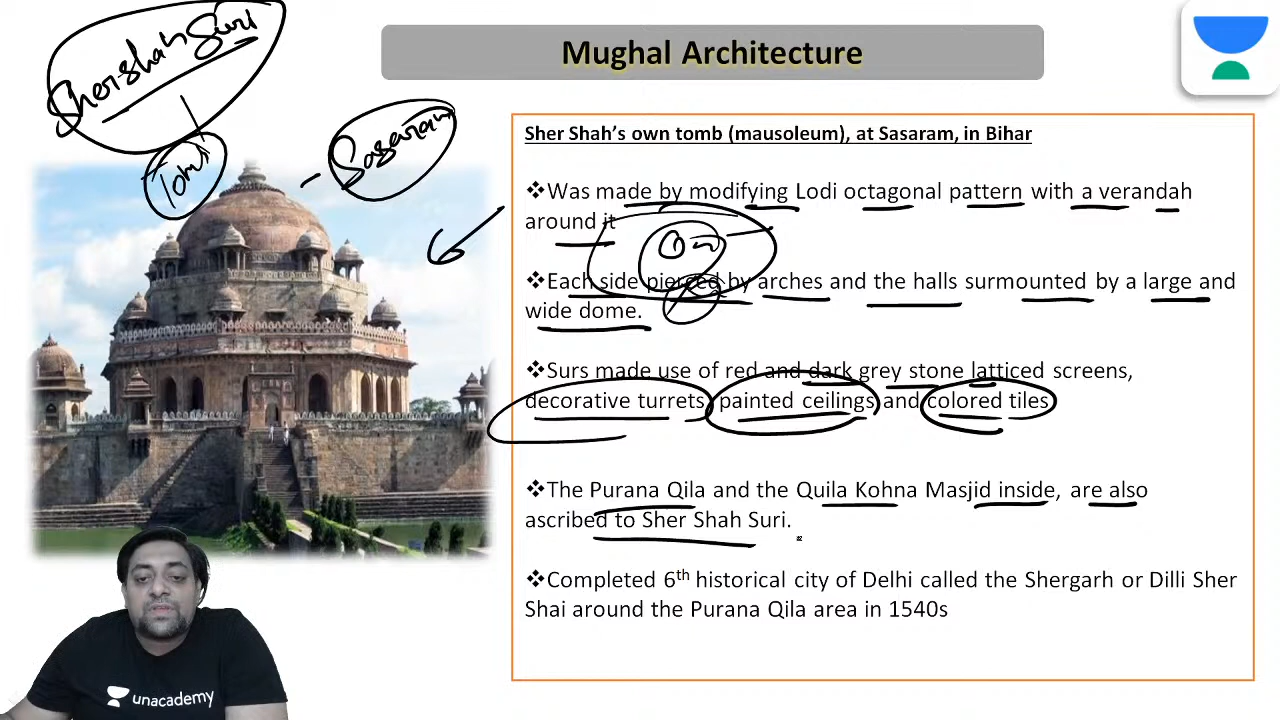 Mughal Architecture
Sher shah Suri
Tomb
Sasaram
Sher Shah’s own tomb (mausoleum), at Sasaram, in Bihar
❖Was made by modifying Lodi octagonal pattern with a verandah
around it
❖Each side pierced by arches and the halls surmounted by a large and
wide dome.
❖Surs made use of red and dark grey stone latticed screens,
decorative turrets, painted ceilings and colored tiles
❖The Purana Qila and the Quila Kohna Masjid inside, are also
ascribed to Sher Shah Suri.
❖Completed 6th historical city of Delhi called the Shergarh or Dilli Sher
Shai around the Purana Qila area in 1540s
unacademy